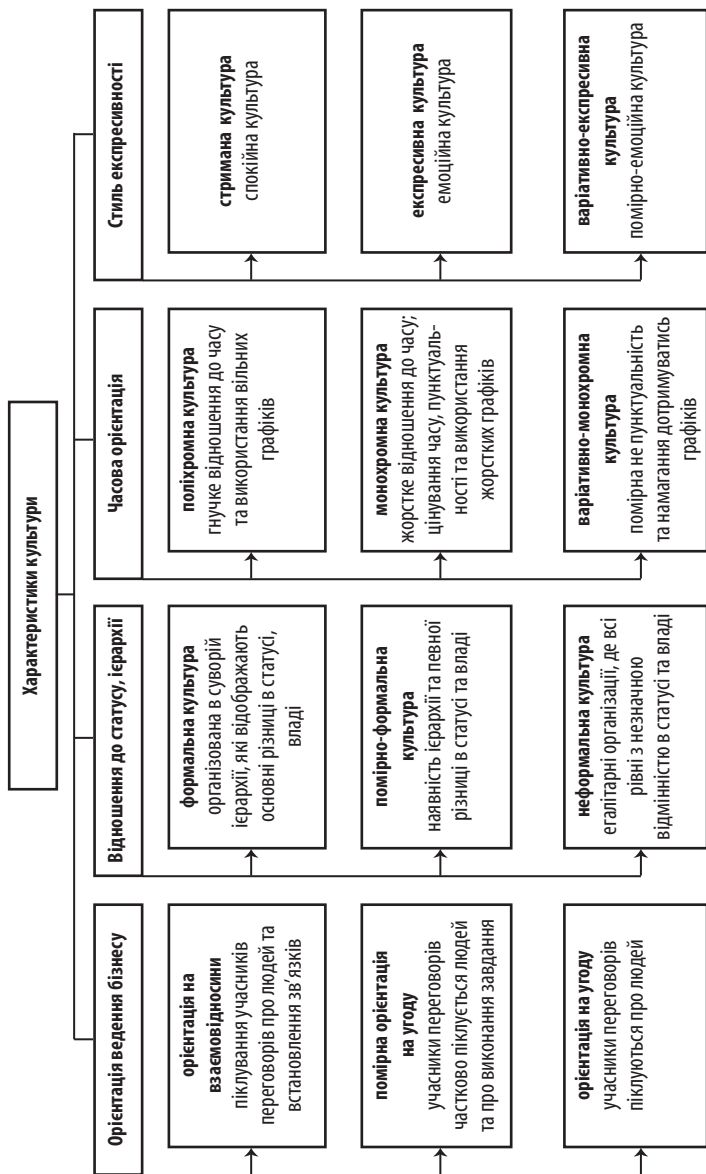 Характеристики культури
Орієнтація ведення бізнесу
орієнтація на
взаємовідносини
піклування учасників
переговорів про людей та
встановлення зв’язків
помірна орієнтація
на угоду
учасники переговорів
частково піклується людей
та про виконання завдання
орієнтація на угоду
учасники переговорів
піклуються про людей
Відношення до статусу, ієрархії
формальна культура
організована в суворій
ієрархії, які відображають
основні різниці в статусі,
владі
помірно-формальна
культура
наявність ієрархії та певної
різниці в статусі та владі
неформальна культура
егалітарні організації, де всі
рівні з незначною
відмінністю в статусі та владі
Часова орієнтація
поліхромна культура
гнучке відношення до часу
та використання вільних
графіків
монохромна культура
жорстке відношення до часу;
цінування часу, пунктуаль-
ності та використання
жорстких графіків
варіативно-монохромна
культура
помірна не пунктуальність
та намагання дотримуватись
графіків
Стиль експресивності
стримана культура
спокійна культура
експресивна культура
емоційна культура
варіативно-експресивна
культура
помірно-емоційна культура